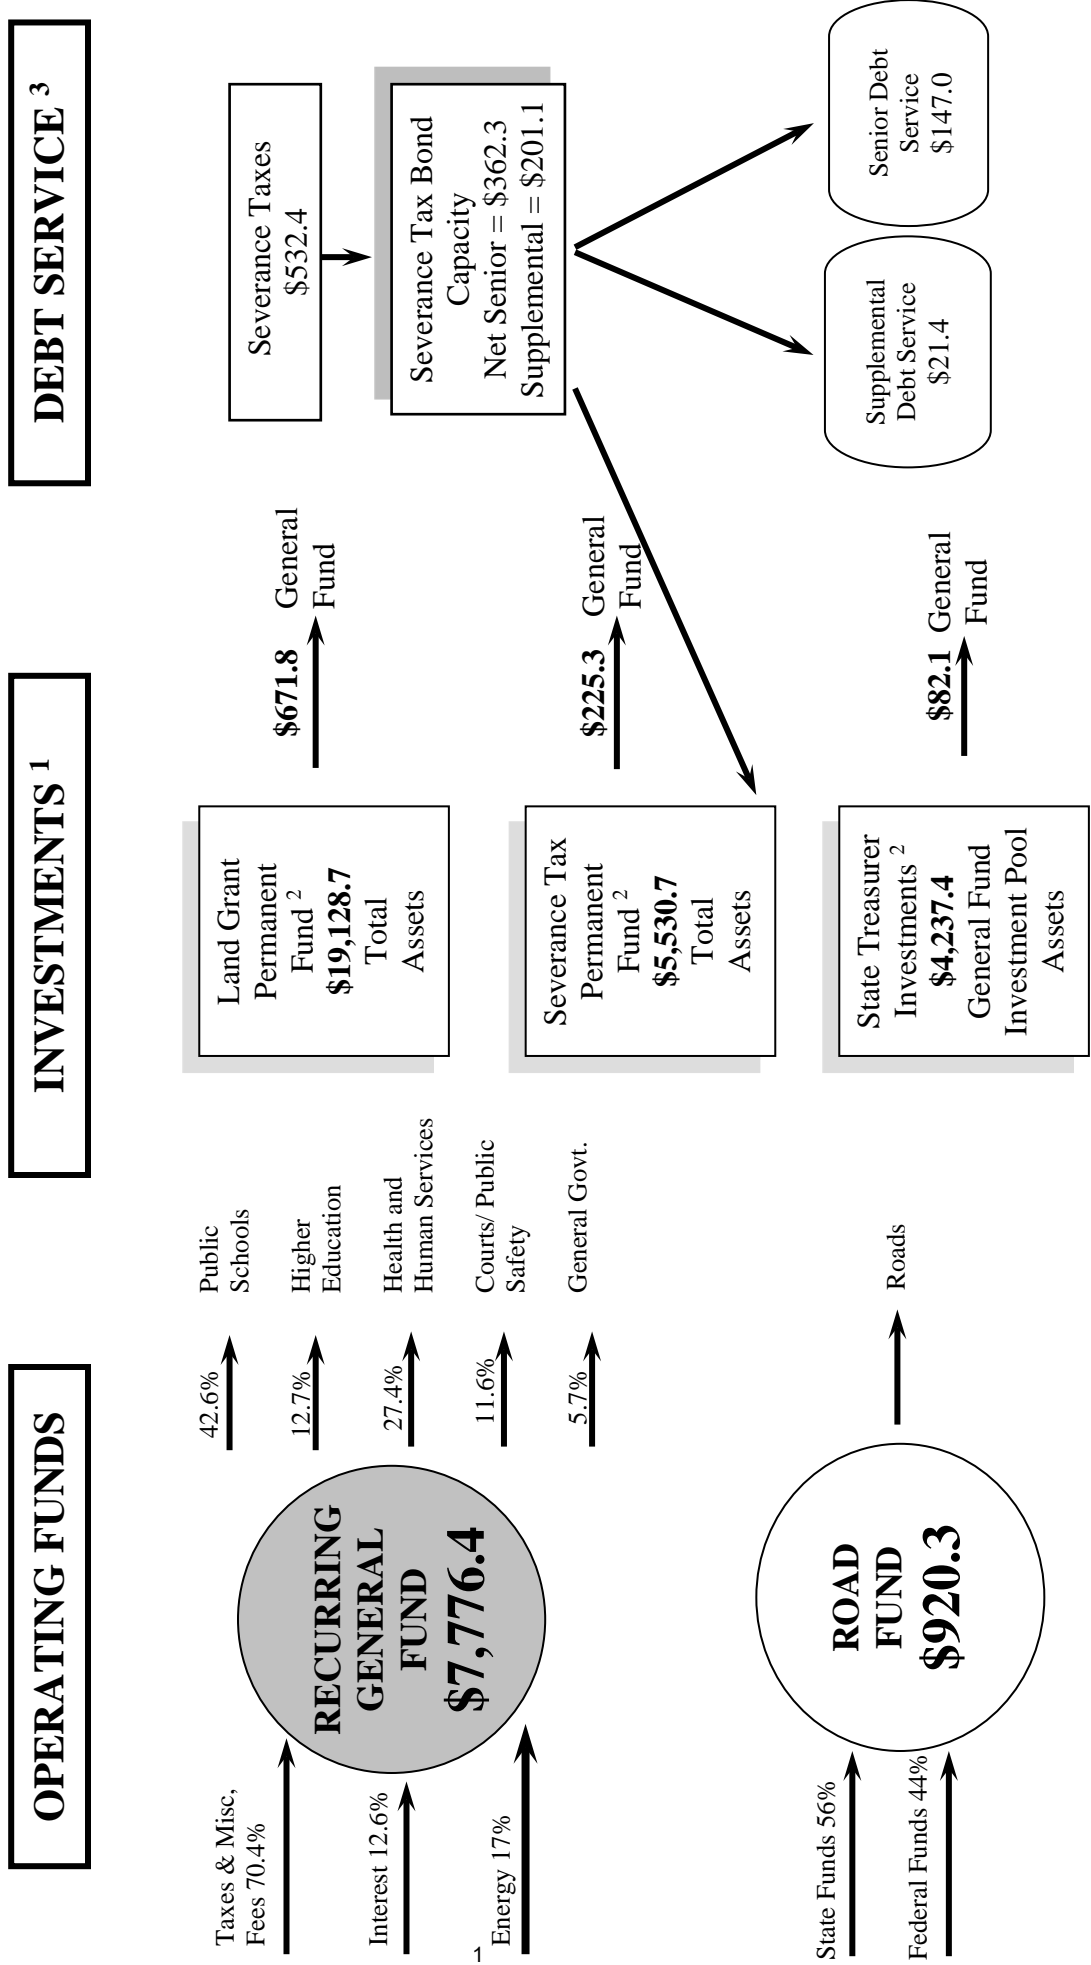 OPERATING FUNDS
INVESTMENTS ¹
DEBT SERVICE ³
Taxes & Misc,
Fees 70.4%
Interest 12.6%
Energy 17%
RECURRING
GENERAL
FUND
$7,776.4
42.6%
Public
Schools
12.7%
Higher
Education
27.4%
Health and
Human Services
11.6%
Courts/ Public
Safety
5.7%
General Govt.
State Funds 56%
Federal Funds 44%
ROAD
FUND
$920.3
Roads
Land Grant
Permanent
Fund ²
$19,128.7
Total
Assets
$671.8
General
Fund
Severance Tax
Permanent
Fund ²
$5,530.7
Total
Assets
$225.3
General
Fund
State Treasurer
Investments ²
$4,237.4
General Fund
Investment Pool
Assets
$82.1
General
Fund
Severance Taxes
$532.4
Severance Tax Bond
Capacity
Net Senior = $362.3
Supplemental = $201.1
Supplemental
Debt Service
$21.4
Senior Debt
Service
$147.0
1